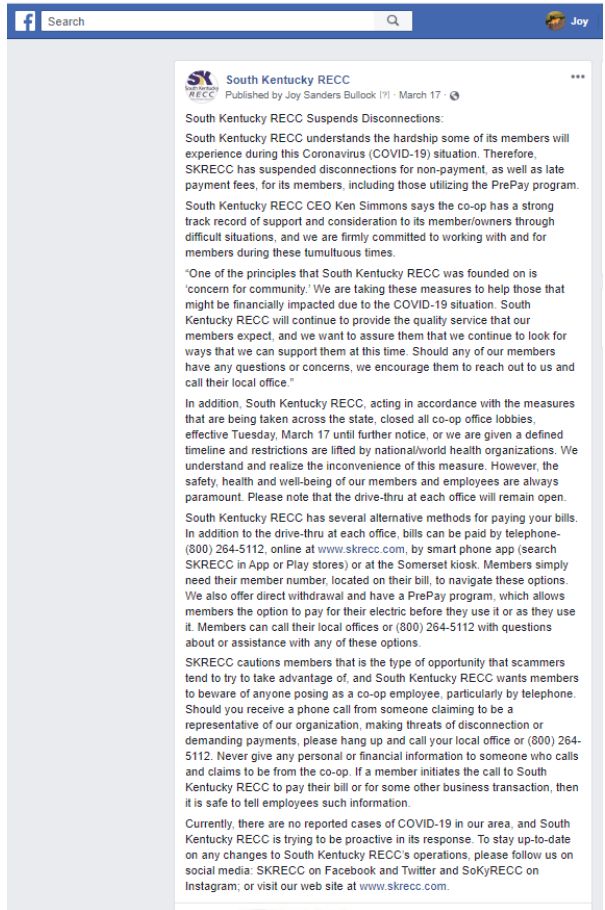 f Search Joy
SK
South Kentucky
RECC
South Kentucky RECC
Published by Joy Sanders Bullock [?] · March 17 ·
South Kentucky RECC Suspends Disconnections:
South Kentucky RECC understands the hardship some of its members will
experience during this Coronavirus (COVID-19) situation. Therefore,
SKRECC has suspended disconnections for non-payment, as well as late
payment fees, for its members, including those utilizing the PrePay program.
South Kentucky RECC CEO Ken Simmons says the co-op has a strong
track record of support and consideration to its member/owners through
difficult situations, and we are firmly committed to working with and for
members during these tumultuous times.
“One of the principles that South Kentucky RECC was founded on is
‘concern for community.’ We are taking these measures to help those that
might be financially impacted due to the COVID-19 situation. South
Kentucky RECC will continue to provide the quality service that our
members expect, and we want to assure them that we continue to look for
ways that we can support them at this time. Should any of our members
have any questions or concerns, we encourage them to reach out to us and
call their local office.”
In addition, South Kentucky RECC, acting in accordance with the measures
that are being taken across the state, closed all co-op office lobbies,
effective Tuesday, March 17 until further notice, or we are given a defined
timeline and restrictions are lifted by national/world health organizations. We
understand and realize the inconvenience of this measure. However, the
safety, health and well-being of our members and employees are always
paramount. Please note that the drive-thru at each office will remain open.
South Kentucky RECC has several alternative methods for paying your bills.
In addition to the drive-thru at each office, bills can be paid by telephone-
(800) 264-5112, online at www.skrecc.com, by smart phone app (search
SKRECC in App or Play stores) or at the Somerset kiosk. Members simply
need their member number, located on their bill, to navigate these options.
We also offer direct withdrawal and have a PrePay program, which allows
members the option to pay for their electric before they use it or as they use
it. Members can call their local offices or (800) 264-5112 with questions
about or assistance with any of these options.
SKRECC cautions members that is the type of opportunity that scammers
tend to try to take advantage of, and South Kentucky RECC wants members
to beware of anyone posing as a co-op employee, particularly by telephone.
Should you receive a phone call from someone claiming to be a
representative of our organization, making threats of disconnection or
demanding payments, please hang up and call your local office or (800) 264-
5112. Never give any personal or financial information to someone who calls
and claims to be from the co-op. If a member initiates the call to South
Kentucky RECC to pay their bill or for some other business transaction, then
it is safe to tell employees such information.
Currently, there are no reported cases of COVID-19 in our area, and South
Kentucky RECC is trying to be proactive in its response. To stay up-to-date
on any changes to South Kentucky RECC’s operations, please follow us on
social media: SKRECC on Facebook and Twitter and SoKyRECC on
Instagram; or visit our web site at www.skrecc.com.